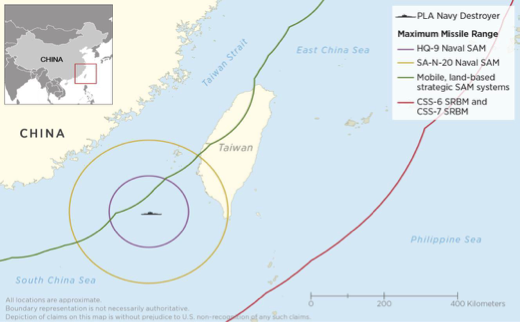 CHINA
PLA Navy Destroyer
Maximum Missile Range
HQ-9 Naval SAM
SA-N-20 Naval SAM
Mobile, land-based
strategic SAM systems
CSS-6 SRBM and
CSS-7 SRBM
East China Sea
Taiwan Strait
CHINA
Taiwan
Philippine Sea
South China Sea
0 200 400 Kilometers
All locations are approximate.
Boundary representation is not necessarily authoritative.
Depiction of claims on this map is without prejudice to U.S. non-recognition of any such claims.